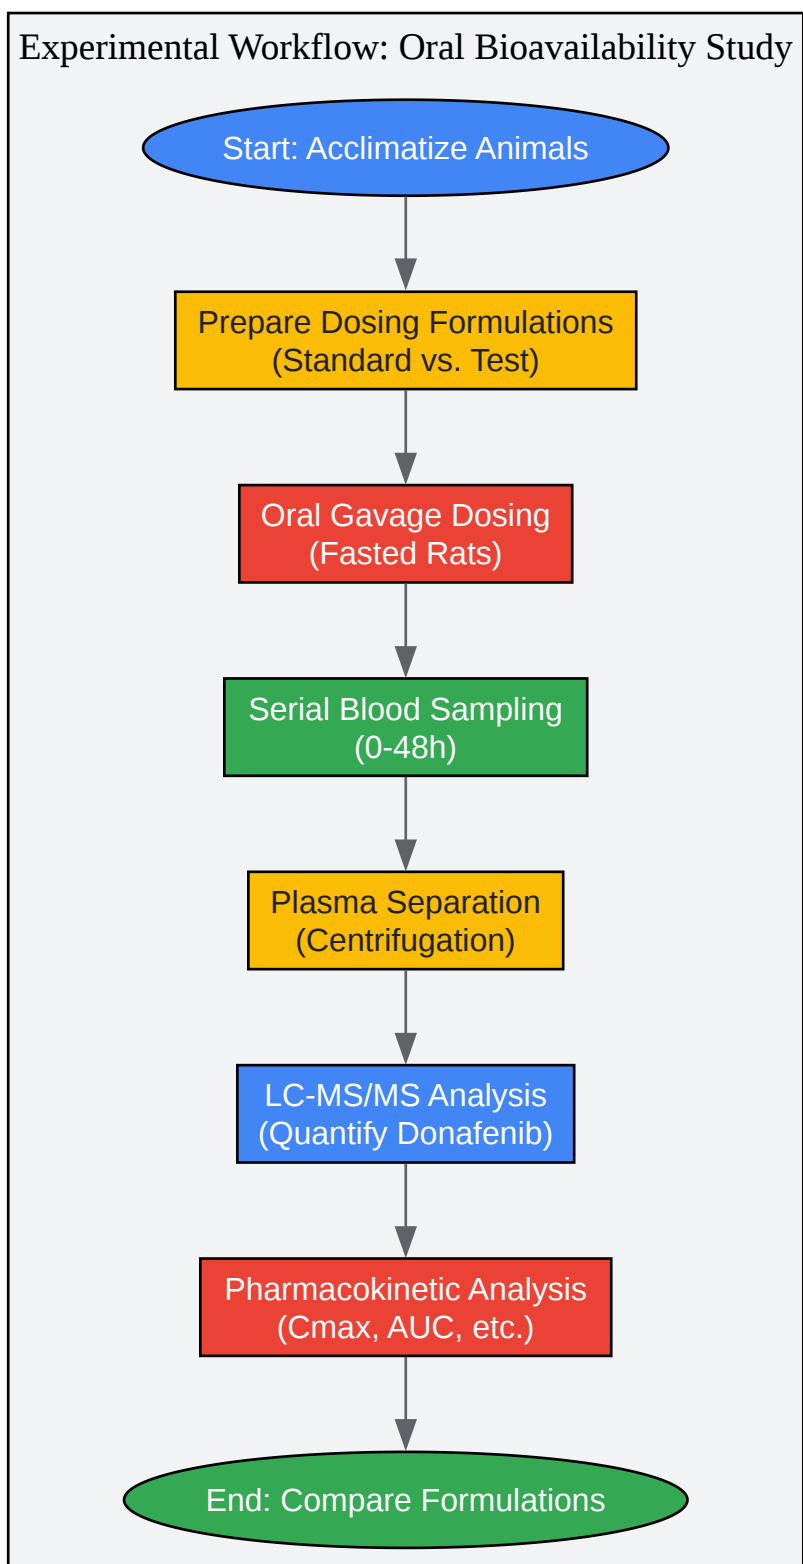 Experimental Workflow: Oral Bioavailability Study
Start: Acclimatize Animals
Prepare Dosing Formulations
(Standard vs. Test)
Oral Gavage Dosing
(Fasted Rats)
Serial Blood Sampling
(0-48h)
Plasma Separation
(Centrifugation)
LC-MS/MS Analysis
(Quantify Donafenib)
Pharmacokinetic Analysis
(Cmax, AUC, etc.)
End: Compare Formulations